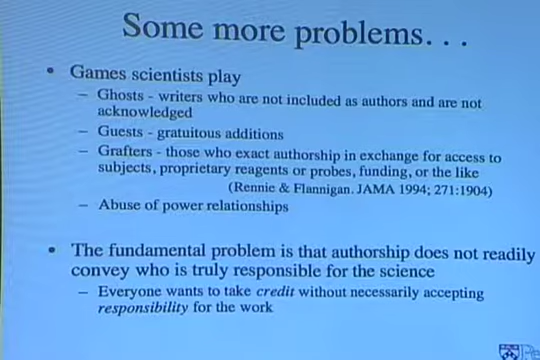 Some more problems. . .
• Games scientists play
– Ghosts - writers who are not included as authors and are not
acknowledged
– Guests - gratuitous additions
– Grafters - those who exact authorship in exchange for access to
subjects, proprietary reagents or probes, funding, or the like
(Rennie & Flannigan. JAMA 1994; 271:1904)
– Abuse of power relationships
• The fundamental problem is that authorship does not readily
convey who is truly responsible for the science
– Everyone wants to take credit without necessarily accepting
responsibility for the work